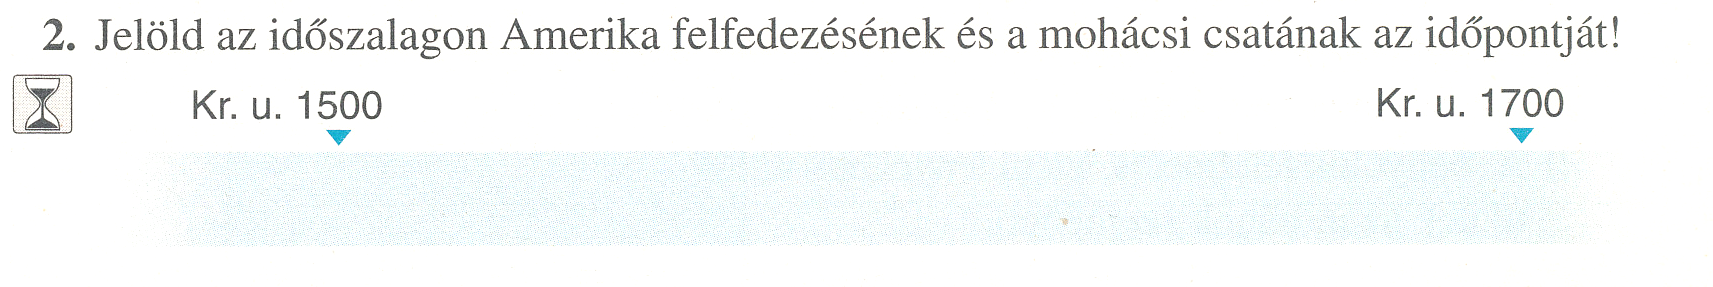 2. Jelöld az időszalagon Amerika felfedezésének és a mohácsi csatának az időpontját!
Kr. u. 1500 Kr. u. 1700